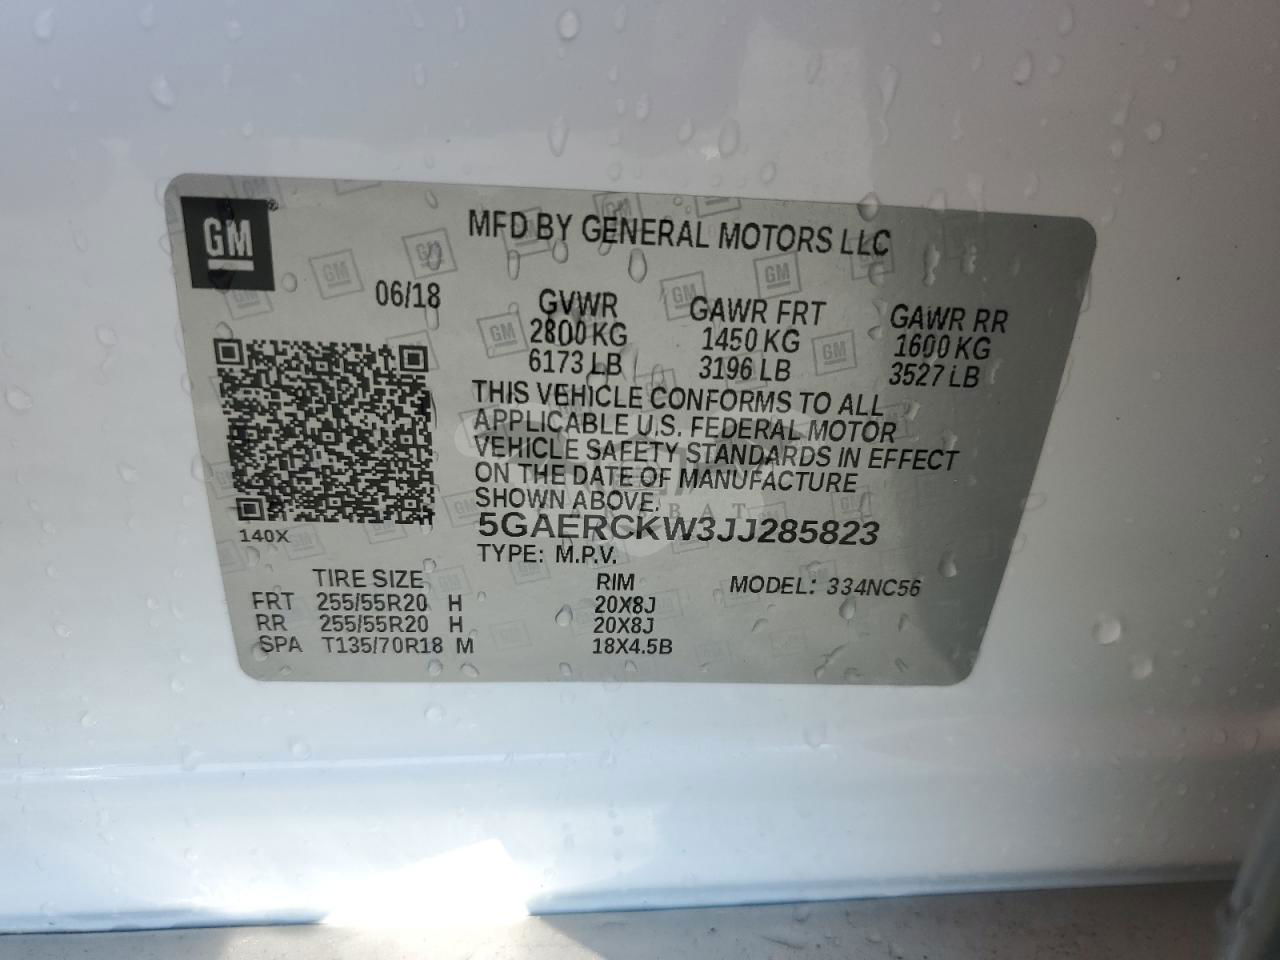 GM
MFD BY GENERAL MOTORS LLC
06/18
GVWR GAWR FRT GAWR RR
2800 KG 1450 KG 1600 KG
6173 LB 3196 LB 3527 LB
THIS VEHICLE CONFORMS TO ALL
APPLICABLE U.S. FEDERAL MOTOR
VEHICLE SAFETY STANDARDS IN EFFECT
ON THE DATE OF MANUFACTURE
SHOWN ABOVE.
5GAERCKW3JJ285823
140X
TYPE: M.P.V.
TIRE SIZE RIM MODEL: 334NC56
FRT 255/55R20 H 20X8J
RR 255/55R20 H 20X8J
SPA T135/70R18 M 18X4.5B